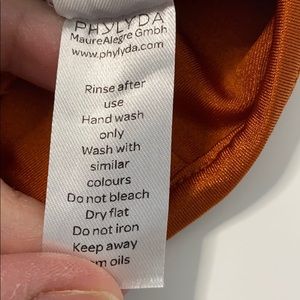 PHYLYDA
MaureAlegre Gmbh
www.phylyda.com
Rinse after
use
Hand wash
only
Wash with
similar
colours
Do not bleach
Dry flat
Do not iron
Keep away
om oils